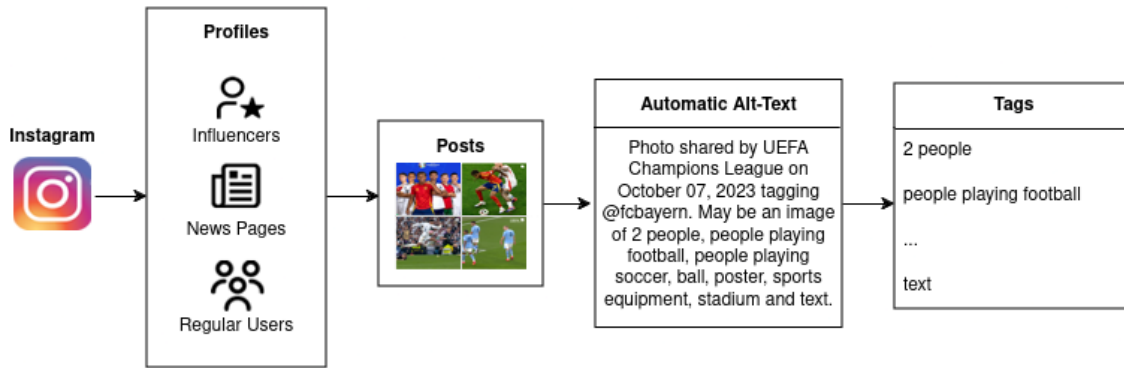 Instagram
Profiles
Influencers
News Pages
Regular Users
Posts
Automatic Alt-Text
Photo shared by UEFA
Champions League on
October 07, 2023 tagging
@fcbayern. May be an image
of 2 people, people playing
football, people playing
soccer, ball, poster, sports
equipment, stadium and text.
Tags
2 people
people playing football
...
text